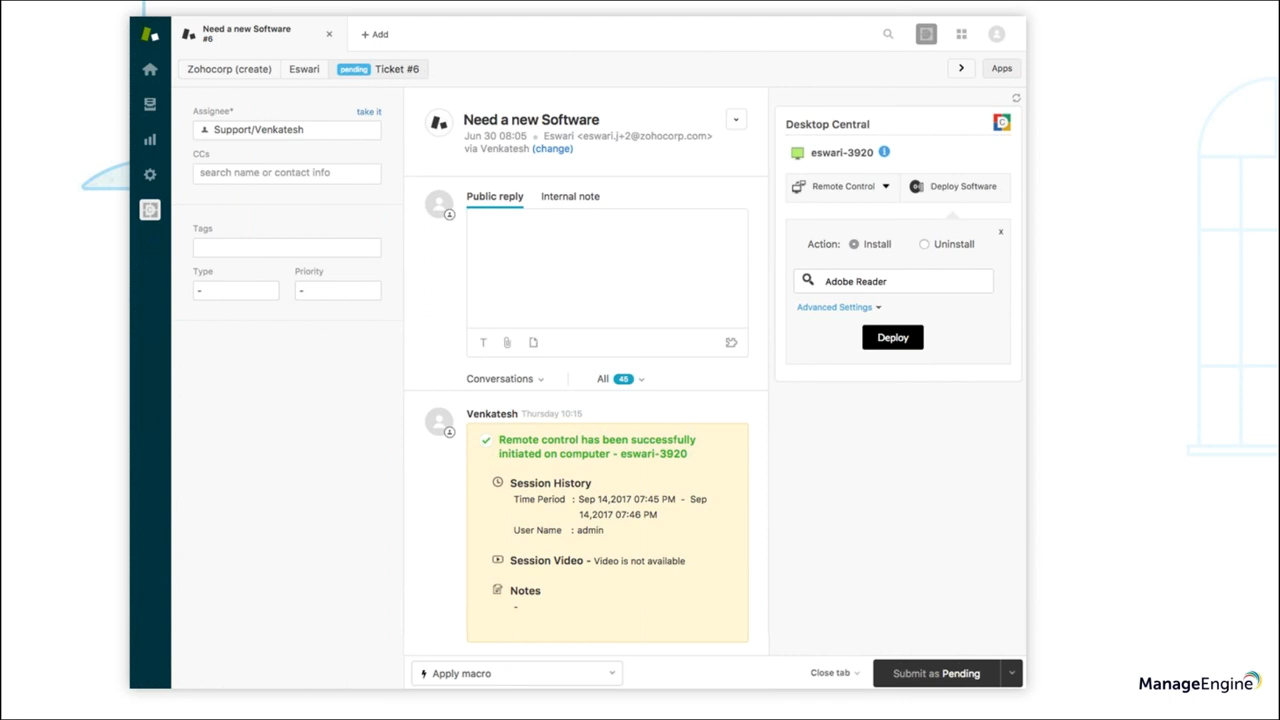 Need a new Software
#6
+ Add
Zohocorp (create)
Eswari
pending Ticket #6
Apps
Assignee*
take it
Support/Venkatesh
CCs
search name or contact info
Tags
Type
Priority
-
-
Need a new Software
Jun 30 08:05 Eswari <eswari.j+2@zohocorp.com>
via Venkatesh (change)
Public reply
Internal note
T
Conversations
All 45
Venkatesh Thursday 10:15
Remote control has been successfully
initiated on computer - eswari-3920
Session History
Time Period : Sep 14,2017 07:45 PM - Sep
14,2017 07:46 PM
User Name : admin
Session Video - Video is not available
Notes
-
Desktop Central
eswari-3920
Remote Control
Deploy Software
x
Action: Install Uninstall
Adobe Reader
Advanced Settings
Deploy
Apply macro
Close tab
Submit as Pending
ManageEngine